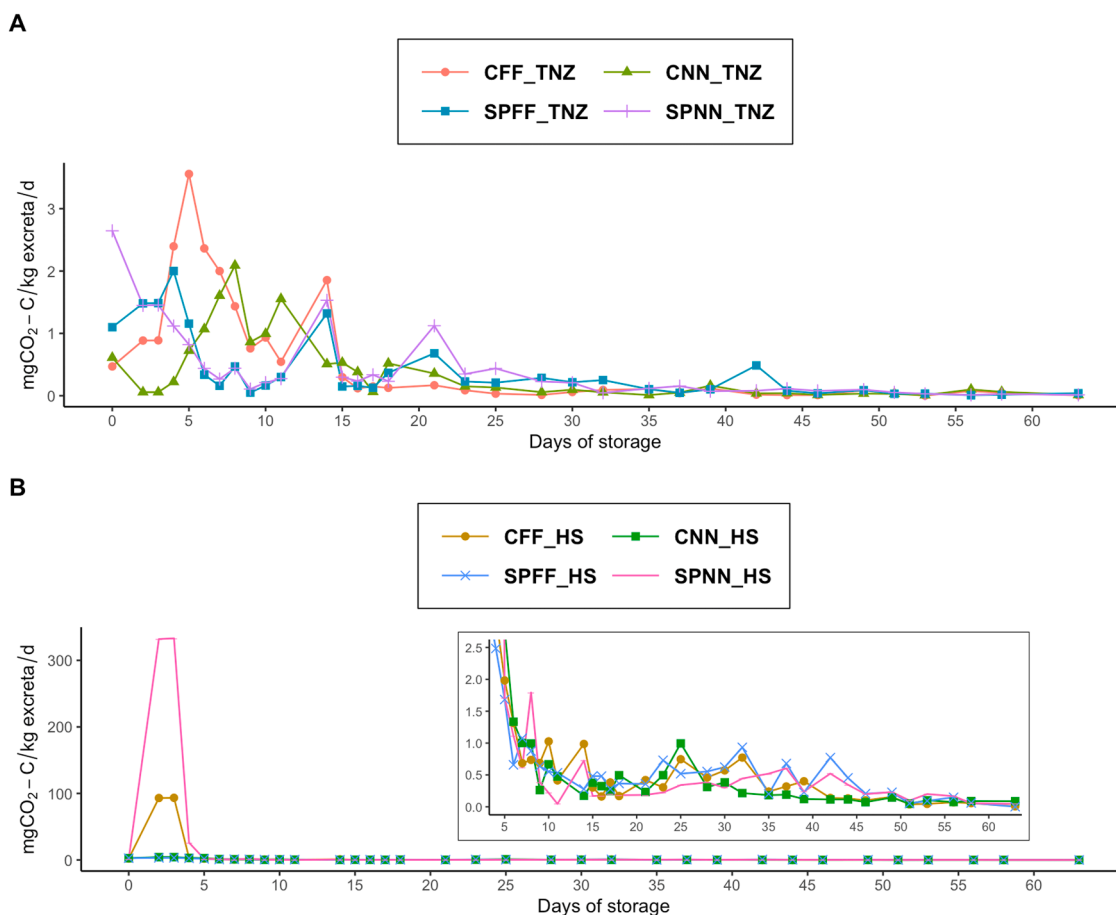 A
CFF_TNZ CNN_TNZ
SPFF_TNZ SPNN_TNZ
mgCO₂ – C/kg excreta/d
3
2
1
0
0 5 10 15 20 25 30 35 40 45 50 55 60
Days of storage
B
CFF_HS CNN_HS
SPFF_HS SPNN_HS
mgCO₂ – C/kg excreta/d
300
200
100
0
2.5
2.0
1.5
1.0
0.5
0.0
5 10 15 20 25 30 35 40 45 50 55 60
0 5 10 15 20 25 30 35 40 45 50 55 60
Days of storage